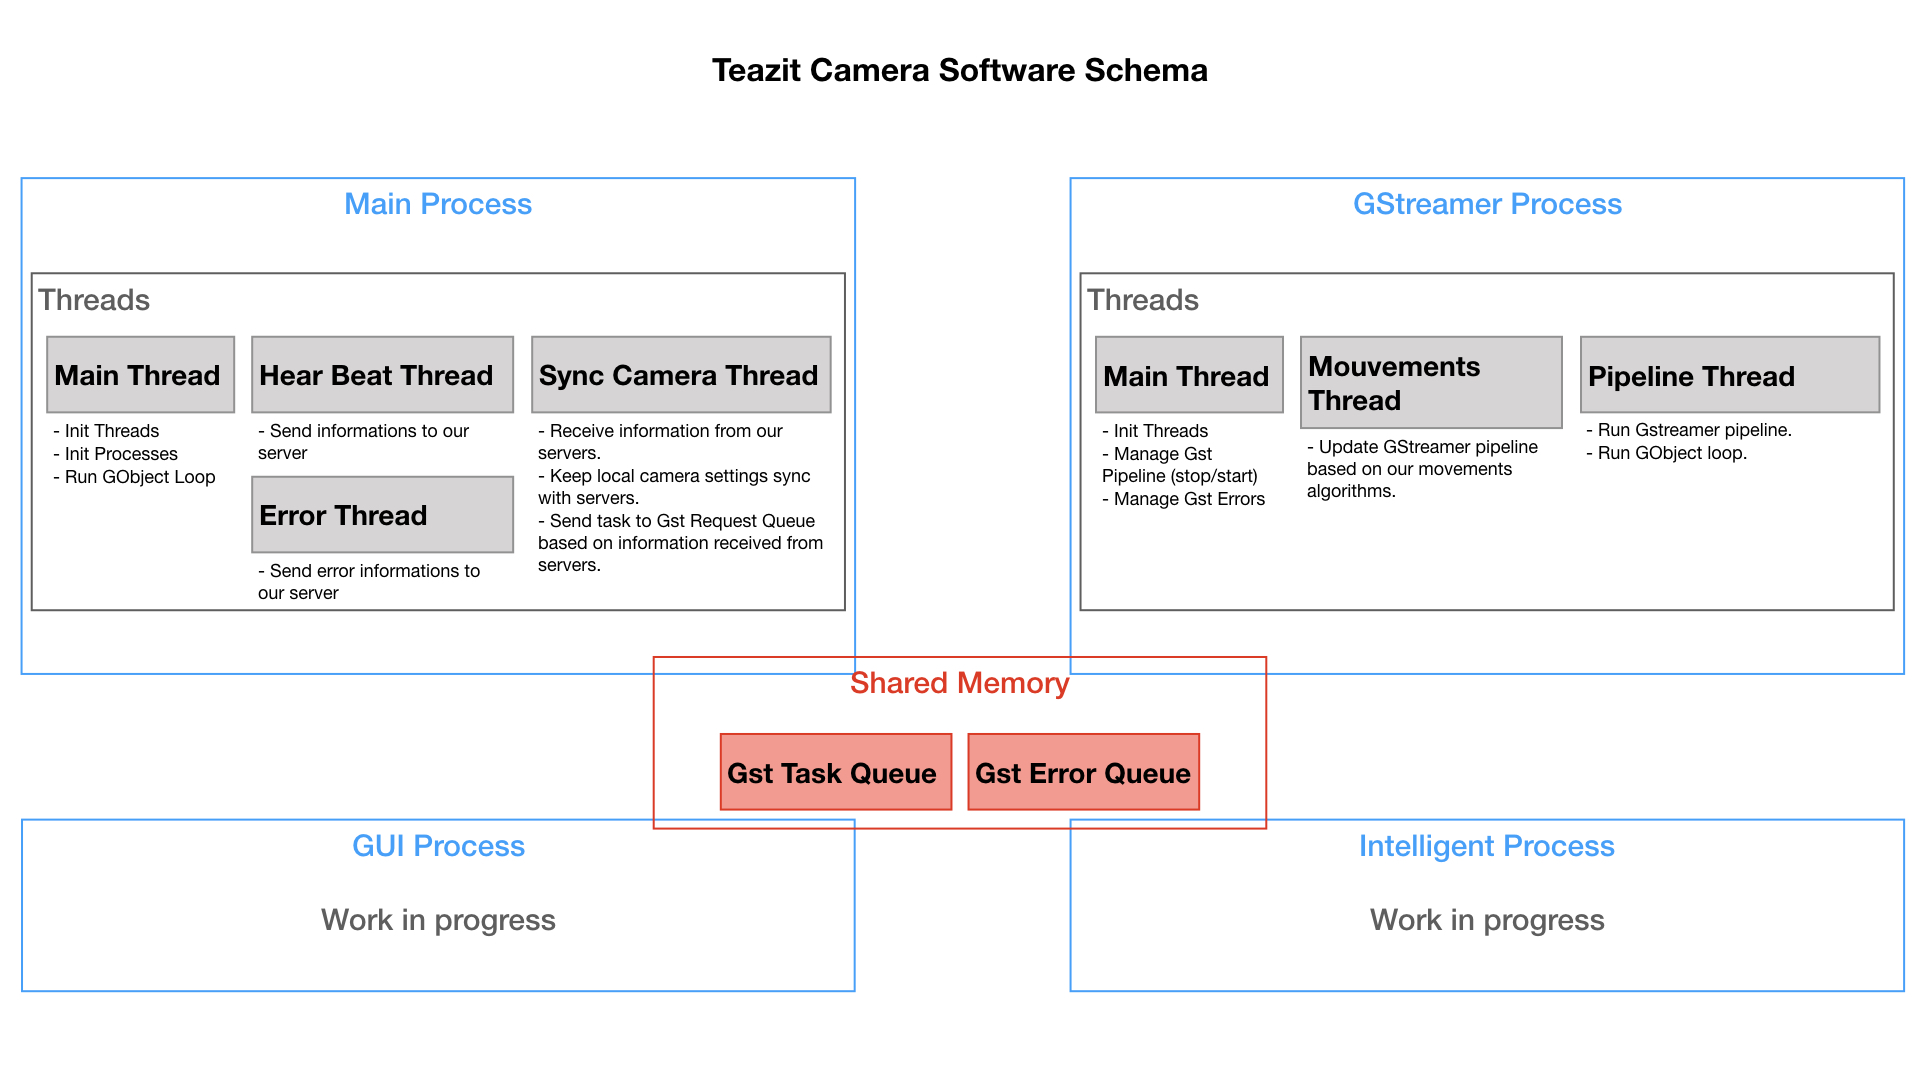 Teazit Camera Software Schema
Main Process
Threads
Main Thread
- Init Threads
- Init Processes
- Run GObject Loop
Hear Beat Thread
- Send informations to our
server
Error Thread
- Send error informations to
our server
Sync Camera Thread
- Receive information from our
servers.
- Keep local camera settings sync
with servers.
- Send task to Gst Request Queue
based on information received from
servers.
GStreamer Process
Threads
Main Thread
- Init Threads
- Manage Gst
Pipeline (stop/start)
- Manage Gst Errors
Mouvements
Thread
- Update GStreamer pipeline
based on our movements
algorithms.
Pipeline Thread
- Run Gstreamer pipeline.
- Run GObject loop.
Shared Memory
Gst Task Queue
Gst Error Queue
GUI Process
Work in progress
Intelligent Process
Work in progress